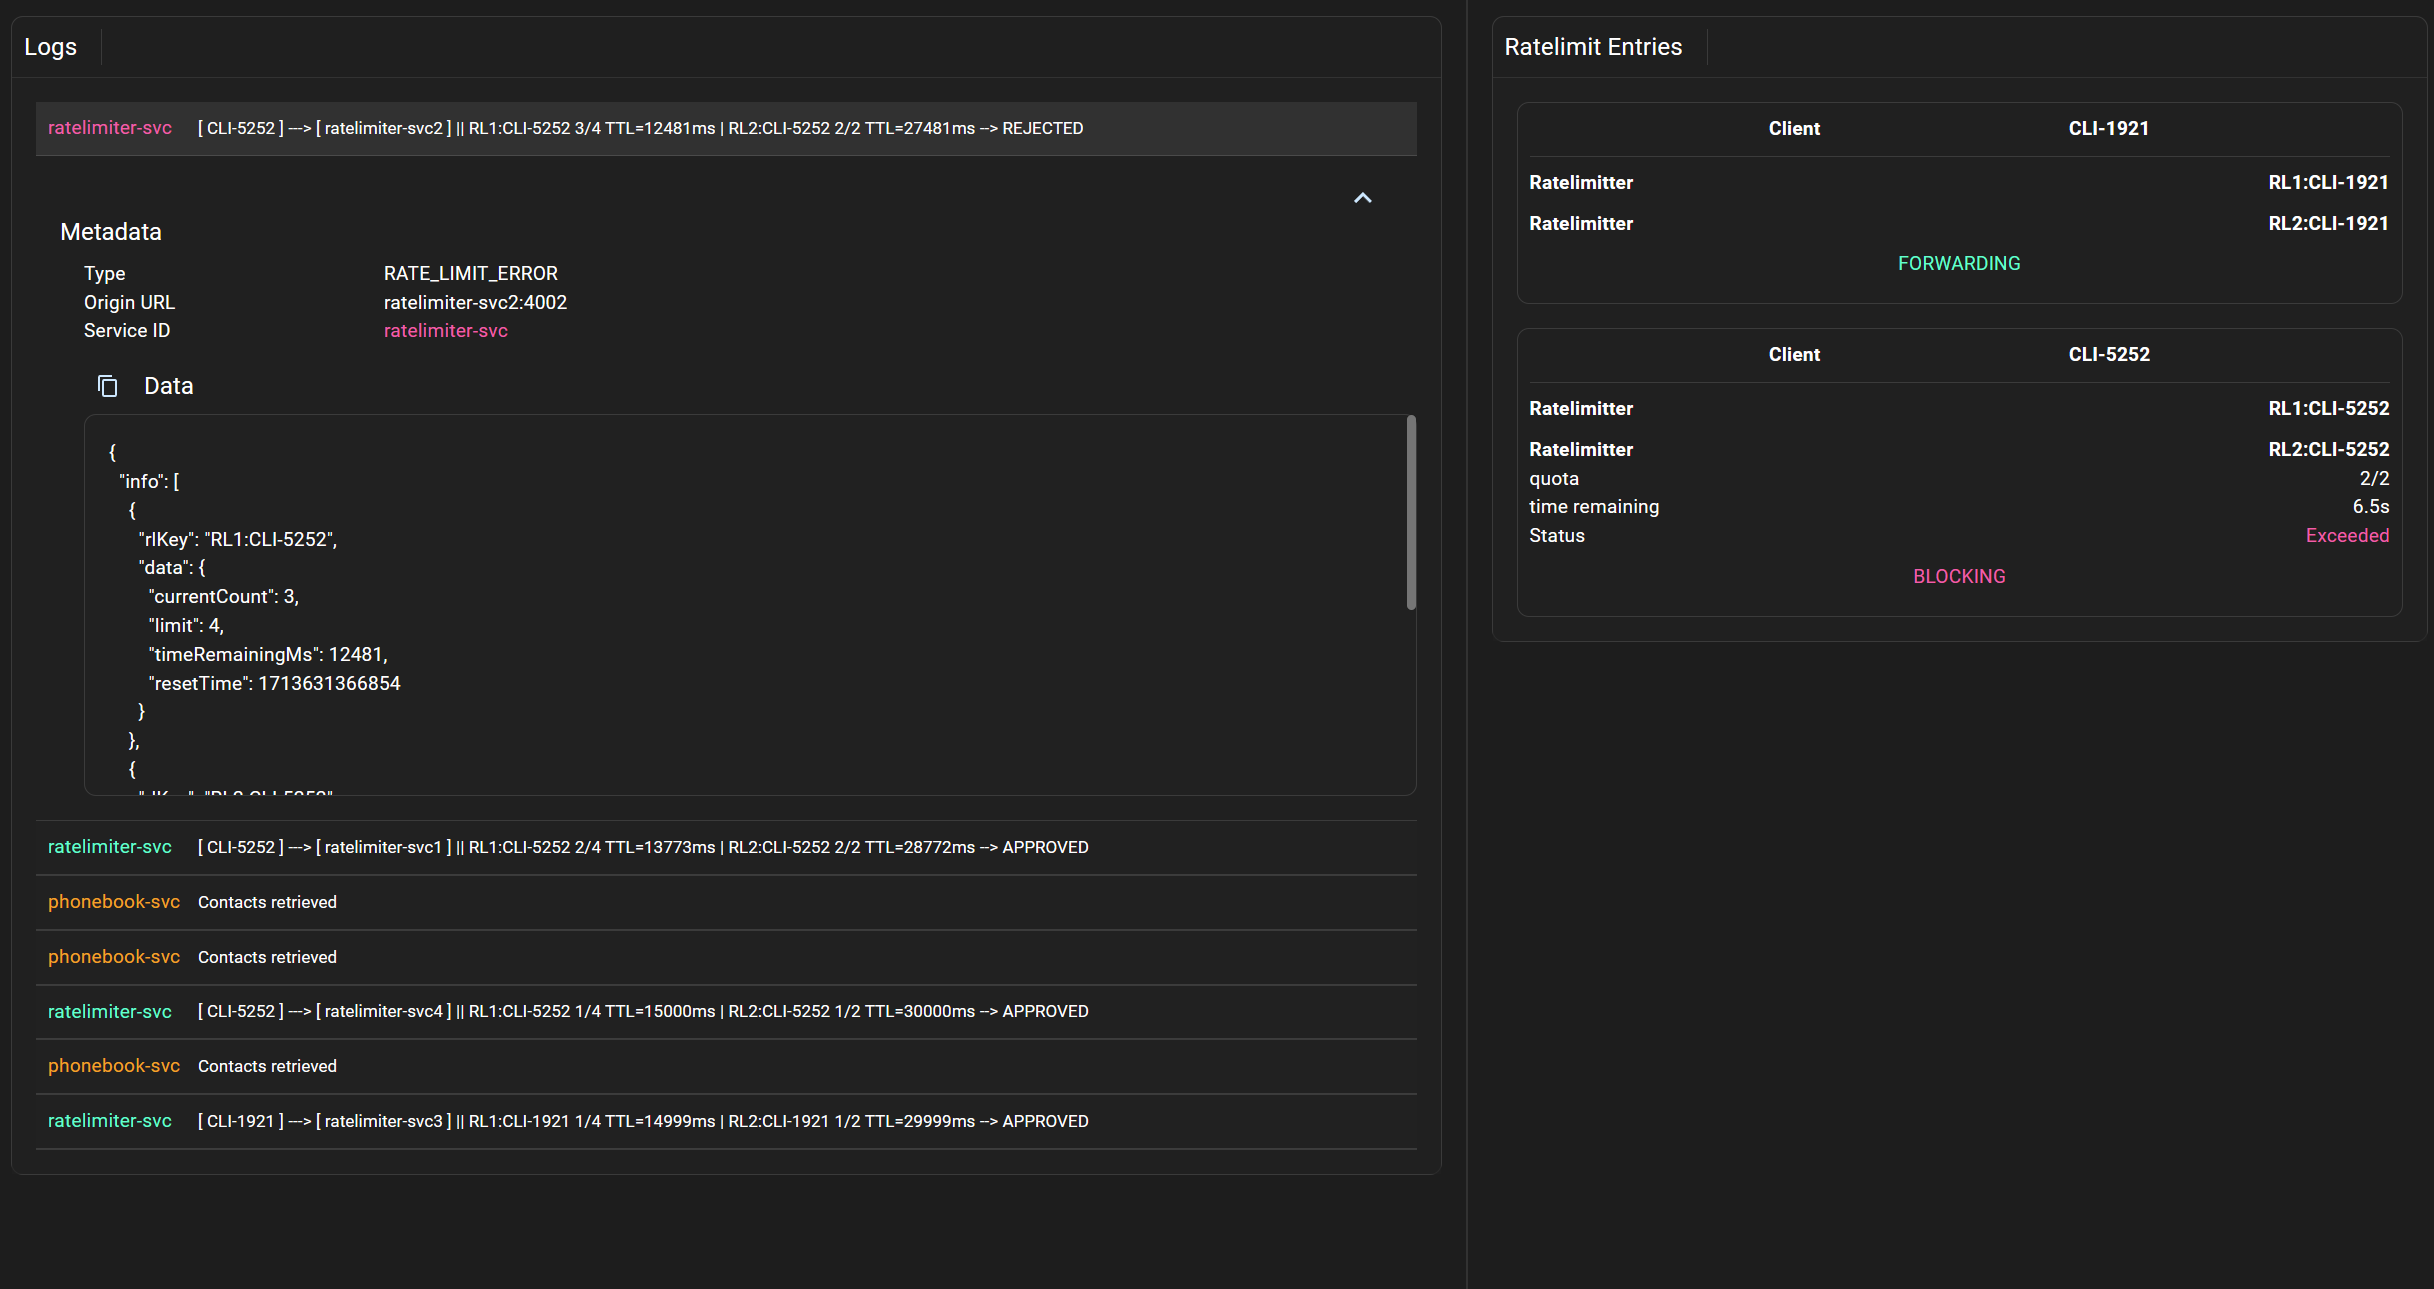 Logs
ratelimiter-svc [ CLI-5252 ] ---> [ ratelimiter-svc2 ] || RL1:CLI-5252 3/4 TTL=12481ms | RL2:CLI-5252 2/2 TTL=27481ms --> REJECTED
Metadata
Type RATE_LIMIT_ERROR
Origin URL ratelimiter-svc2:4002
Service ID ratelimiter-svc
Data
{
"info": [
{
"rlKey": "RL1:CLI-5252",
"data": {
"currentCount": 3,
"limit": 4,
"timeRemainingMs": 12481,
"resetTime": 1713631366854
}
},
{
"rlKey": "RL2:CLI-5252"
ratelimiter-svc [ CLI-5252 ] ---> [ ratelimiter-svc1 ] || RL1:CLI-5252 2/4 TTL=13773ms | RL2:CLI-5252 2/2 TTL=28772ms --> APPROVED
phonebook-svc Contacts retrieved
phonebook-svc Contacts retrieved
ratelimiter-svc [ CLI-5252 ] ---> [ ratelimiter-svc4 ] || RL1:CLI-5252 1/4 TTL=15000ms | RL2:CLI-5252 1/2 TTL=30000ms --> APPROVED
phonebook-svc Contacts retrieved
ratelimiter-svc [ CLI-1921 ] ---> [ ratelimiter-svc3 ] || RL1:CLI-1921 1/4 TTL=14999ms | RL2:CLI-1921 1/2 TTL=29999ms --> APPROVED
Ratelimit Entries
Client CLI-1921
Ratelimitter RL1:CLI-1921
Ratelimitter RL2:CLI-1921
FORWARDING
Client CLI-5252
Ratelimitter RL1:CLI-5252
Ratelimitter RL2:CLI-5252
quota 2/2
time remaining 6.5s
Status Exceeded
BLOCKING